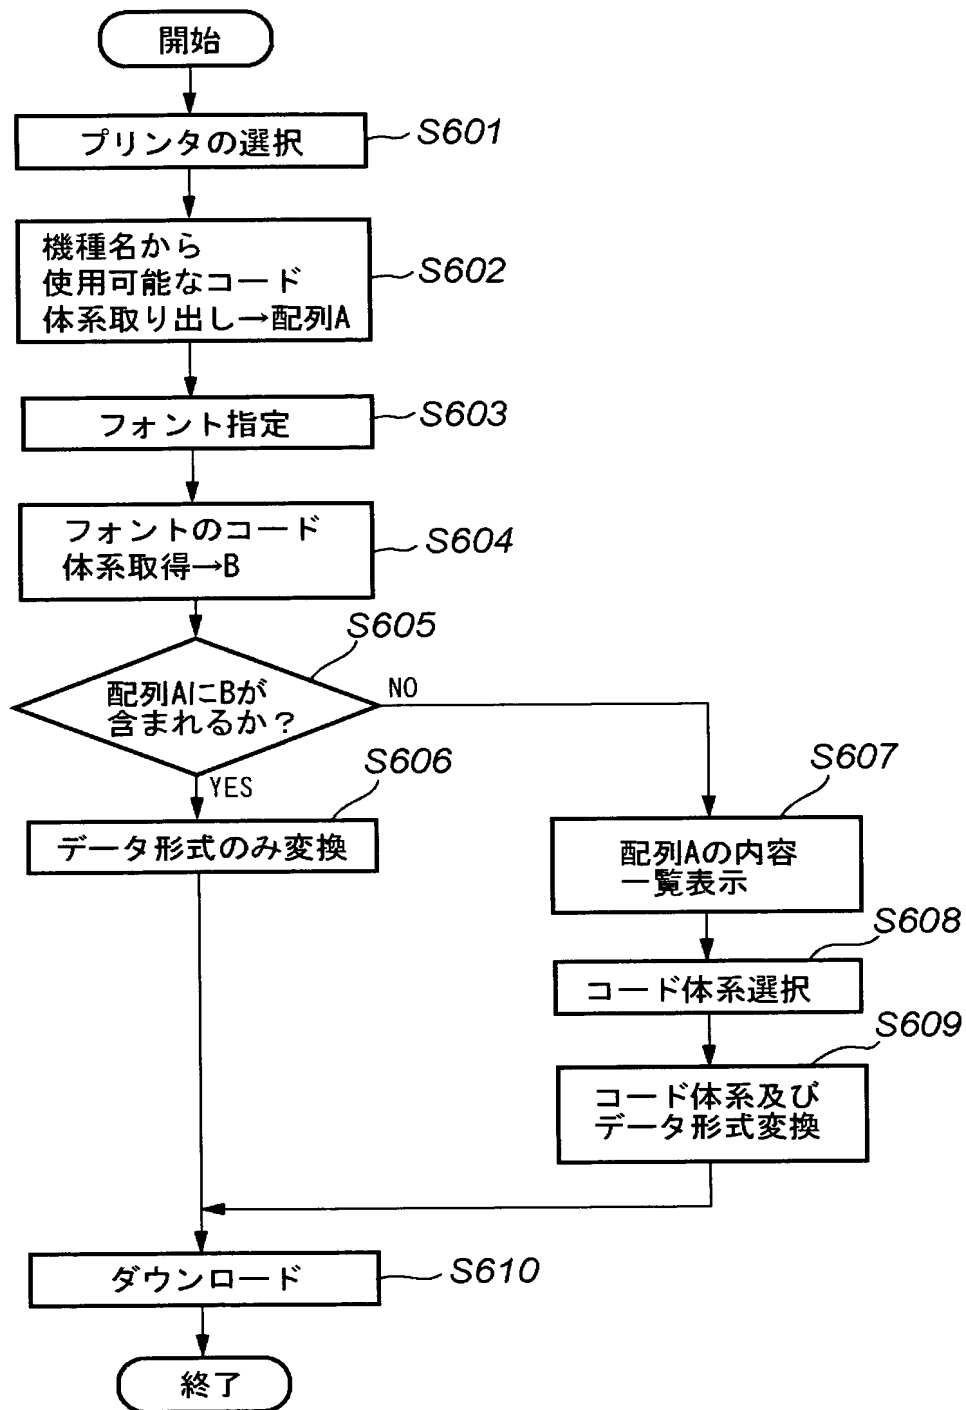 開始
プリンタの選択
S601
機種名から
使用可能なコード
体系取り出し→配列A
S602
フォント指定
S603
フォントのコード
体系取得→B
S604
S605
配列AにBが
含まれるか？
NO
YES
S606
データ形式のみ変換
S607
配列Aの内容
一覧表示
S608
コード体系選択
S609
コード体系及び
データ形式変換
ダウンロード
S610
終了